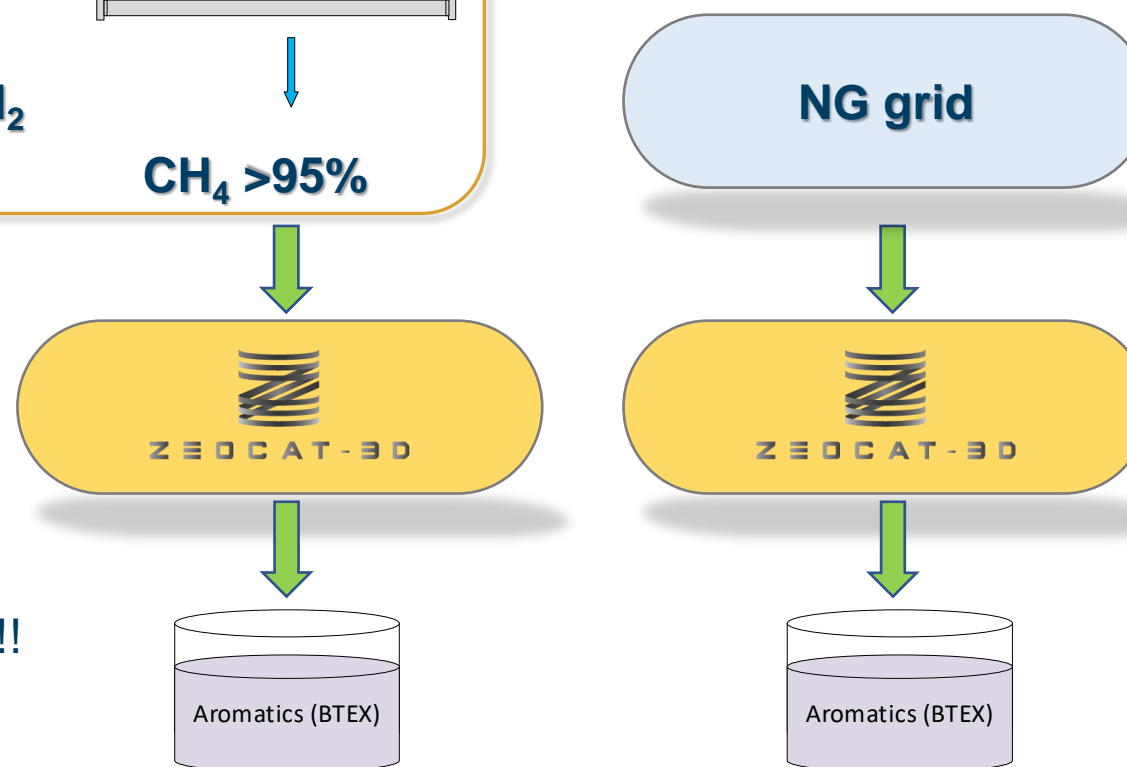 NG grid
CH₄ >95%
ZEOCAT-3D
ZEOCAT-3D
!!
Aromatics (BTEX)
Aromatics (BTEX)